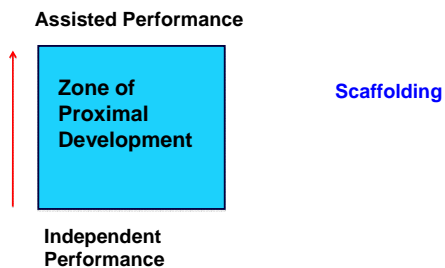 Assisted Performance
Zone of
Proximal
Development
Scaffolding
Independent
Performance